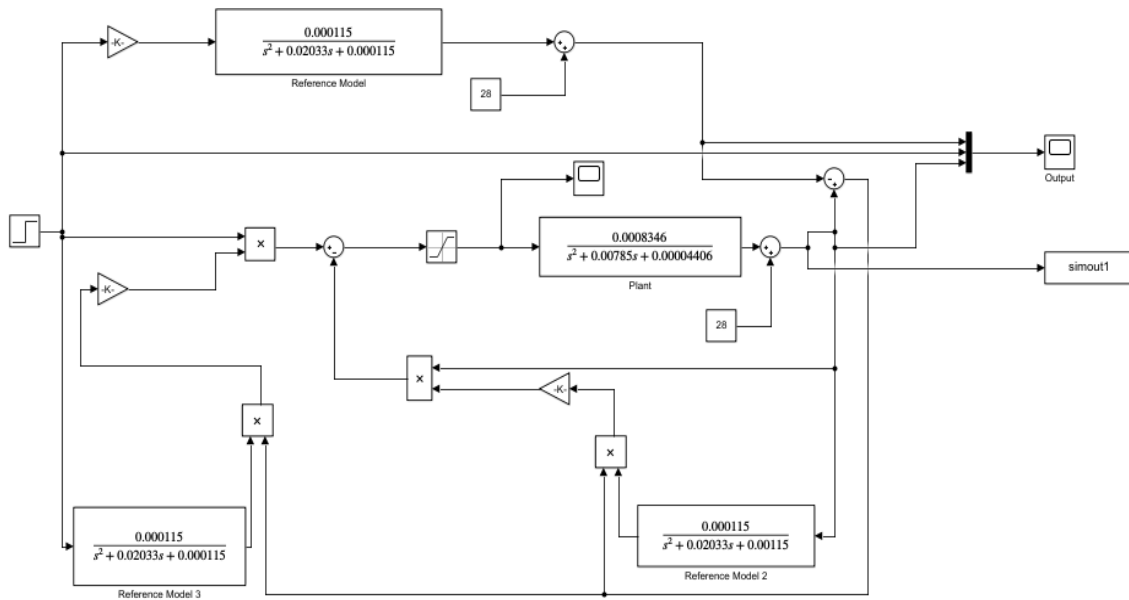 -K-
0.000115
s² + 0.02033s + 0.000115
Reference Model
+
+
28
Output
-
+
×
+
-
0.0008346
s² + 0.00785s + 0.00004406
Plant
+
+
simout1
-K-
28
×
-K-
×
×
0.000115
s² + 0.02033s + 0.000115
Reference Model 3
0.000115
s² + 0.02033s + 0.00115
Reference Model 2